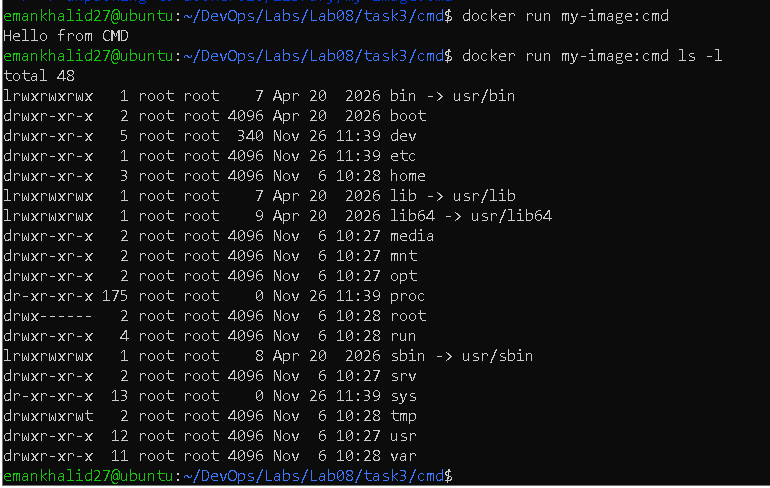 emankhalid27@ubuntu:~/DevOps/Labs/Lab08/task3/cmd$ docker run my-image:cmd
Hello from CMD
emankhalid27@ubuntu:~/DevOps/Labs/Lab08/task3/cmd$ docker run my-image:cmd ls -l
total 48
lrwxrwxrwx   1 root root    7 Apr 20  2026 bin -> usr/bin
drwxr-xr-x   2 root root 4096 Apr 20  2026 boot
drwxr-xr-x   5 root root  340 Nov 26 11:39 dev
drwxr-xr-x   1 root root 4096 Nov 26 11:39 etc
drwxr-xr-x   3 root root 4096 Nov  6 10:28 home
lrwxrwxrwx   1 root root    7 Apr 20  2026 lib -> usr/lib
lrwxrwxrwx   1 root root    9 Apr 20  2026 lib64 -> usr/lib64
drwxr-xr-x   2 root root 4096 Nov  6 10:27 media
drwxr-xr-x   2 root root 4096 Nov  6 10:27 mnt
drwxr-xr-x   2 root root 4096 Nov  6 10:27 opt
dr-xr-xr-x 175 root root    0 Nov 26 11:39 proc
drwx------   2 root root 4096 Nov  6 10:28 root
drwxr-xr-x   4 root root 4096 Nov  6 10:28 run
lrwxrwxrwx   1 root root    8 Apr 20  2026 sbin -> usr/sbin
drwxr-xr-x   2 root root 4096 Nov  6 10:27 srv
dr-xr-xr-x  13 root root    0 Nov 26 11:39 sys
drwxrwxrwt   2 root root 4096 Nov  6 10:28 tmp
drwxr-xr-x  12 root root 4096 Nov  6 10:27 usr
drwxr-xr-x  11 root root 4096 Nov  6 10:28 var
emankhalid27@ubuntu:~/DevOps/Labs/Lab08/task3/cmd$